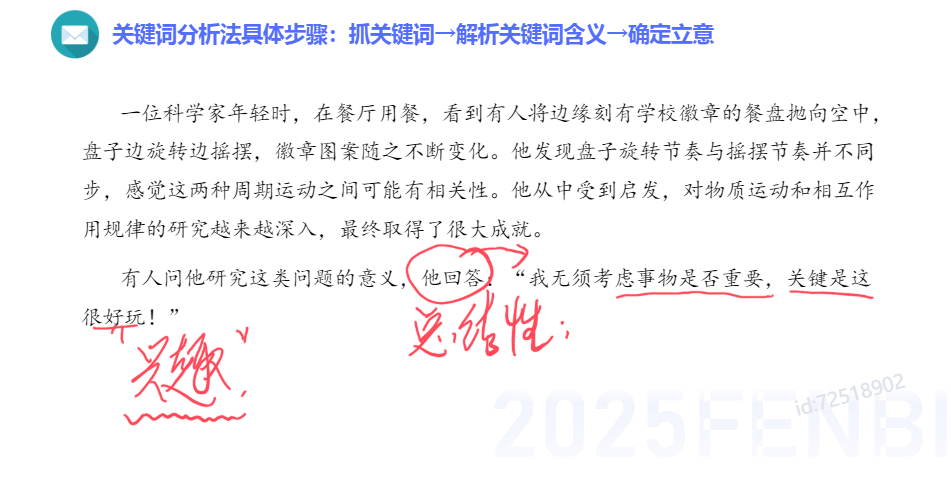 关键词分析法具体步骤：抓关键词→解析关键词含义→确定立意
一位科学家年轻时，在餐厅用餐，看到有人将边缘刻有学校徽章的餐盘抛向空中，
盘子边旋转边摇摆，徽章图案随之不断变化。他发现盘子旋转节奏与摇摆节奏并不同
步，感觉这两种周期运动之间可能有相关性。他从中受到启发，对物质运动和相互作
用规律的研究越来越深入，最终取得了很大成就。
有人问他研究这类问题的意义，他回答：“我无须考虑事物是否重要，关键是这
很好玩！”
总结性；
“兴趣”
id:72518902
2025FENBI